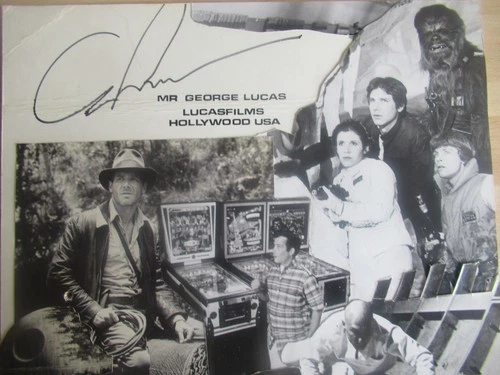 MR GEORGE LUCAS
LUCASFILMS
HOLLYWOOD USA